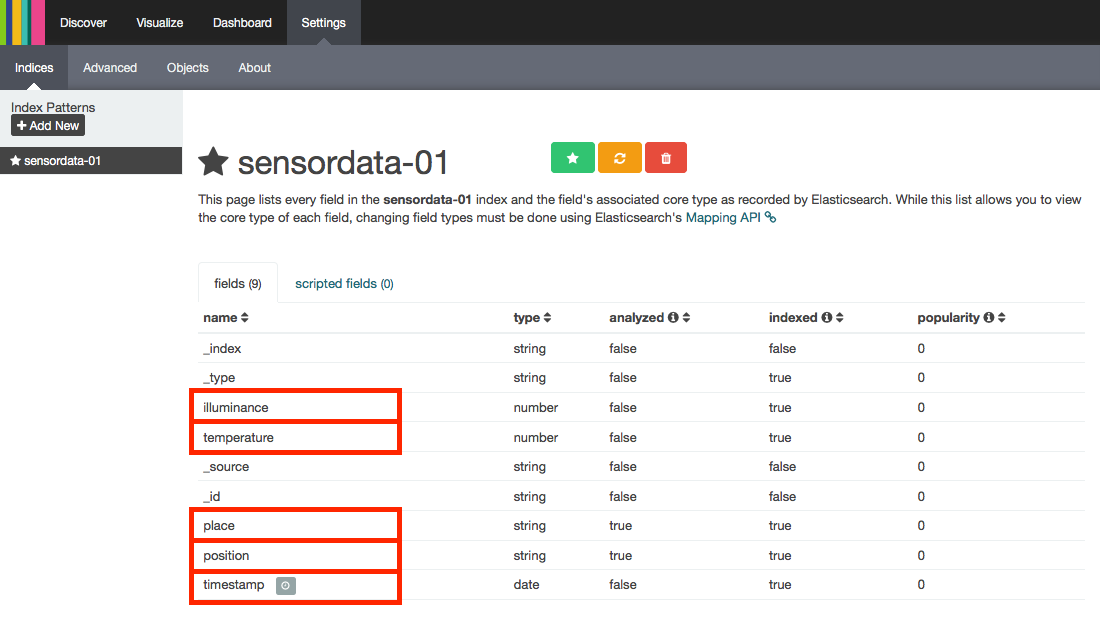 Discover Visualize Dashboard Settings
Indices Advanced Objects About
Index Patterns
+ Add New
sensordata-01
sensordata-01
This page lists every field in the sensordata-01 index and the field's associated core type as recorded by Elasticsearch. While this list allows you to view
the core type of each field, changing field types must be done using Elasticsearch's Mapping API
fields (9) scripted fields (0)
name type analyzed indexed popularity
_index string false false 0
_type string false true 0
illuminance number false true 0
temperature number false true 0
_source string false false 0
_id string false false 0
place string true true 0
position string true true 0
timestamp date false true 0